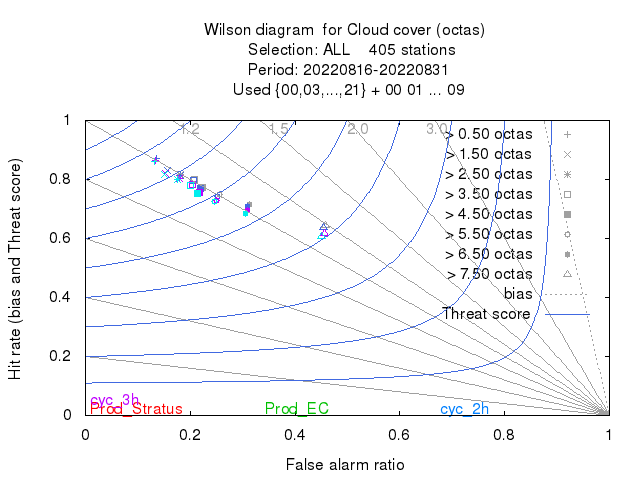 Wilson diagram for Cloud cover (octas)
Selection: ALL 405 stations
Period: 20220816-20220831
Used {00,03,...,21} + 00 01 ... 09
1.2 1.5 2.0 3.0
> 0.50 octas
> 1.50 octas
> 2.50 octas
> 3.50 octas
> 4.50 octas
> 5.50 octas
> 6.50 octas
> 7.50 octas
bias
Threat score
Hit rate (bias and Threat score)
1
0.8
0.6
0.4
0.2
0
cyc_3h
Prod_Stratus Prod_EC cyc_2h
0 0.2 0.4 0.6 0.8 1
False alarm ratio